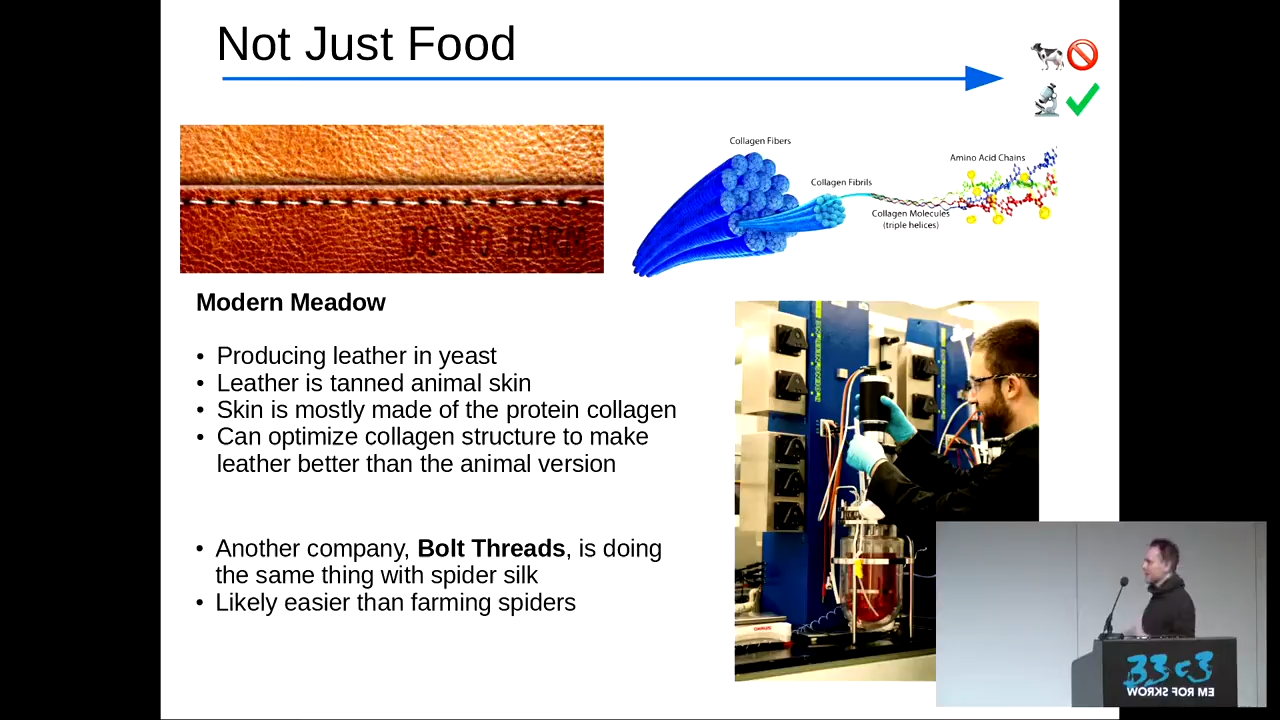 Not Just Food
Collagen Fibers
Collagen Fibrils
Amino Acid Chains
Collagen Molecules
(triple helices)
Modern Meadow
• Producing leather in yeast
• Leather is tanned animal skin
• Skin is mostly made of the protein collagen
• Can optimize collagen structure to make
leather better than the animal version
• Another company, Bolt Threads, is doing
the same thing with spider silk
• Likely easier than farming spiders
33c3
WORKS FOR ME